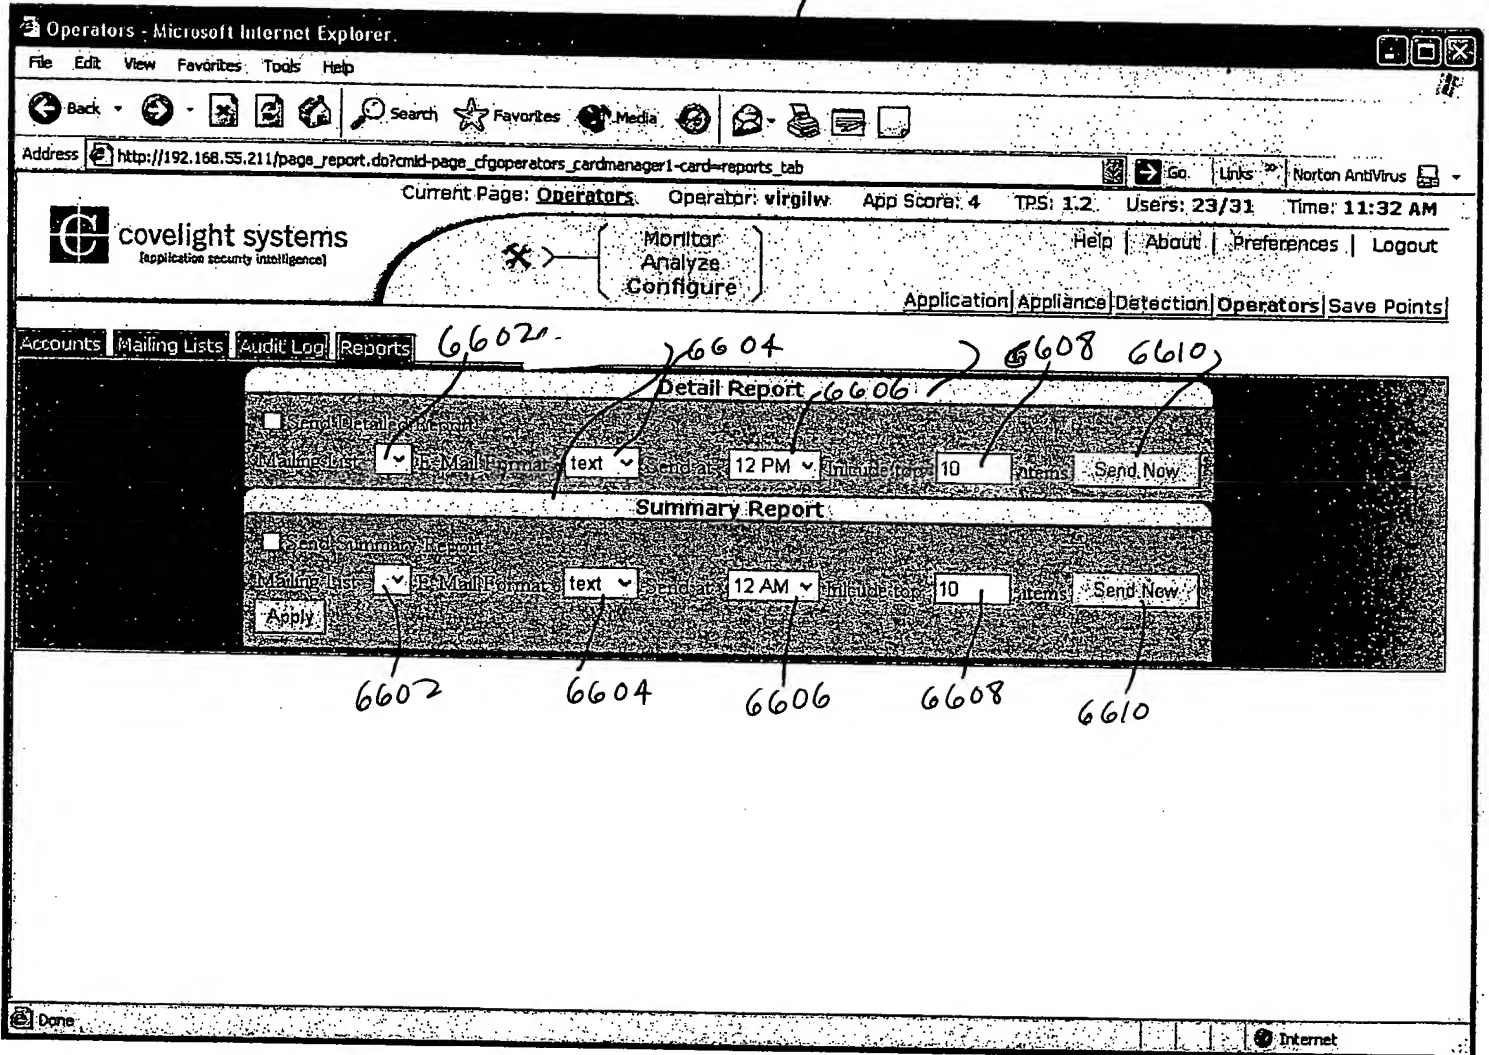 Operators - Microsoft Internet Explorer.
File Edit View Favorites Tools Help
Back Search Favorites Media
Address http://192.168.55.211/page_report.do?cmld-page_cfgoperators_cardmanager1-card=reports_tab Go Links » Norton AntiVirus
Current Page: Operators Operator: virgilw App Score: 4 TPS: 1.2 Users: 23/31 Time: 11:32 AM
covelight systems
[application security intelligence]
Monitor
Analyze
Configure
Help | About | Preferences | Logout
Application | Appliance | Detection | Operators | Save Points
Accounts Mailing Lists Audit Log Reports
6602 6604 6608 6610
Detail Report 6606
Send Detailed Report
Mailing List E-Mail Format text Send at 12 PM Inlcude top 10 items Send Now
Summary Report
Send Summary Report
Mailing List E-Mail Format text Send at 12 AM Inlcude top 10 items Send Now
Apply
6602 6604 6606 6608 6610
Done Internet